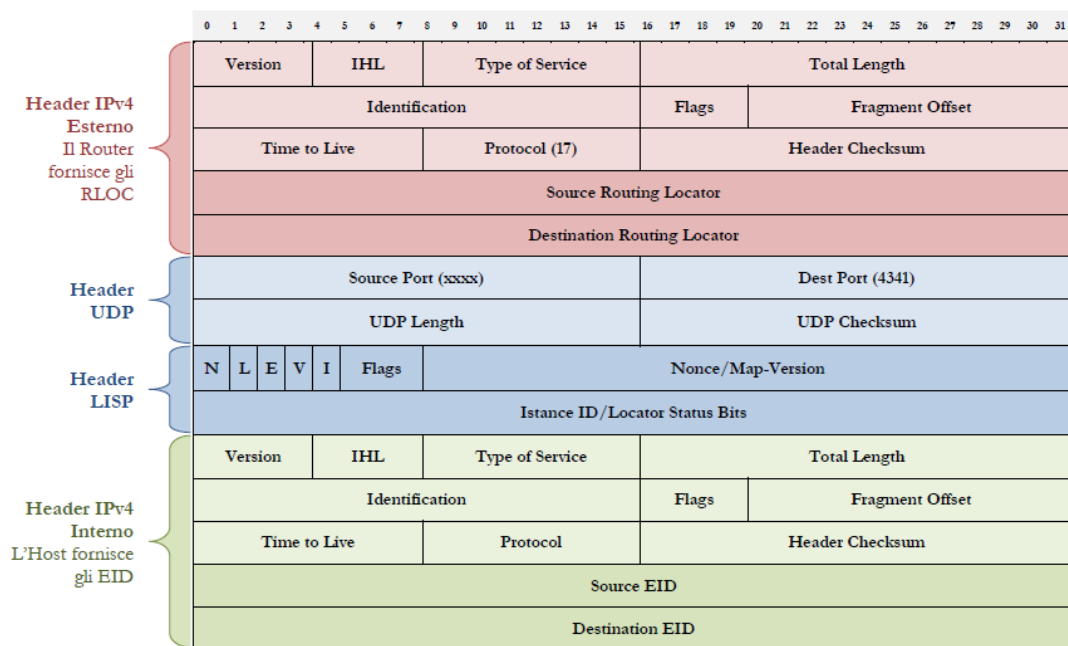 0 1 2 3 4 5 6 7 8 9 10 11 12 13 14 15 16 17 18 19 20 21 22 23 24 25 26 27 28 29 30 31
Header IPv4
Esterno
Il Router
fornisce gli
RLOC
Version IHL Type of Service Total Length
Identification Flags Fragment Offset
Time to Live Protocol (17) Header Checksum
Source Routing Locator
Destination Routing Locator
Header
UDP
Source Port (xxxx) Dest Port (4341)
UDP Length UDP Checksum
Header
LISP
N L E V I Flags Nonce/Map-Version
Istance ID/Locator Status Bits
Header IPv4
Interno
L'Host fornisce
gli EID
Version IHL Type of Service Total Length
Identification Flags Fragment Offset
Time to Live Protocol Header Checksum
Source EID
Destination EID